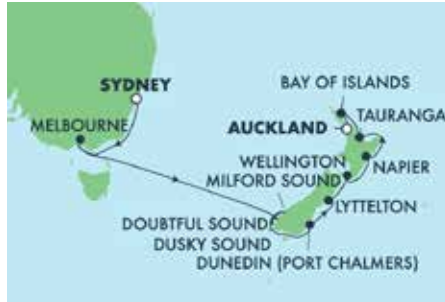 SYDNEY
MELBOURNE
BAY OF ISLANDS
TAURANGA
AUCKLAND
WELLINGTON
NAPIER
MILFORD SOUND
LYTTELTON
DOUBTFUL SOUND
DUSKY SOUND
DUNEDIN (PORT CHALMERS)